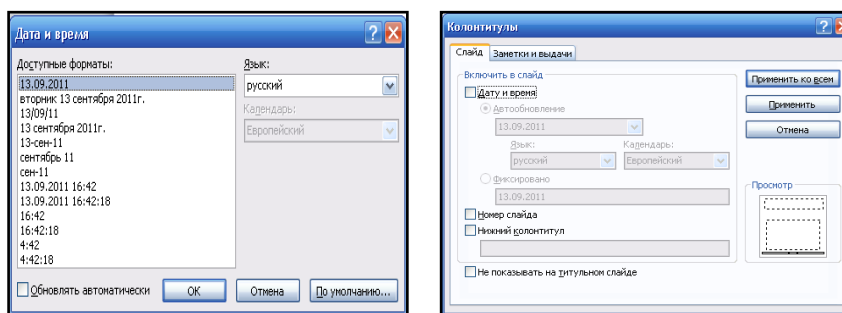 Дата и время
Доступные форматы:
13.09.2011
вторник 13 сентября 2011г.
13/09/11
13 сентября 2011г.
13-сен-11
сентябрь 11
сен-11
13.09.2011 16:42
13.09.2011 16:42:18
16:42
16:42:18
4:42
4:42:18
Язык:
русский
Календарь:
Европейский
Обновлять автоматически
ОК
Отмена
По умолчанию...
Колонтитулы
Слайд
Заметки и выдачи
Включить в слайд
Дату и время
Автообновление
13.09.2011
Язык:
Календарь:
русский
Европейский
Фиксировано
13.09.2011
Номер слайда
Нижний колонтитул
Не показывать на титульном слайде
Применить ко всем
Применить
Отмена
Просмотр